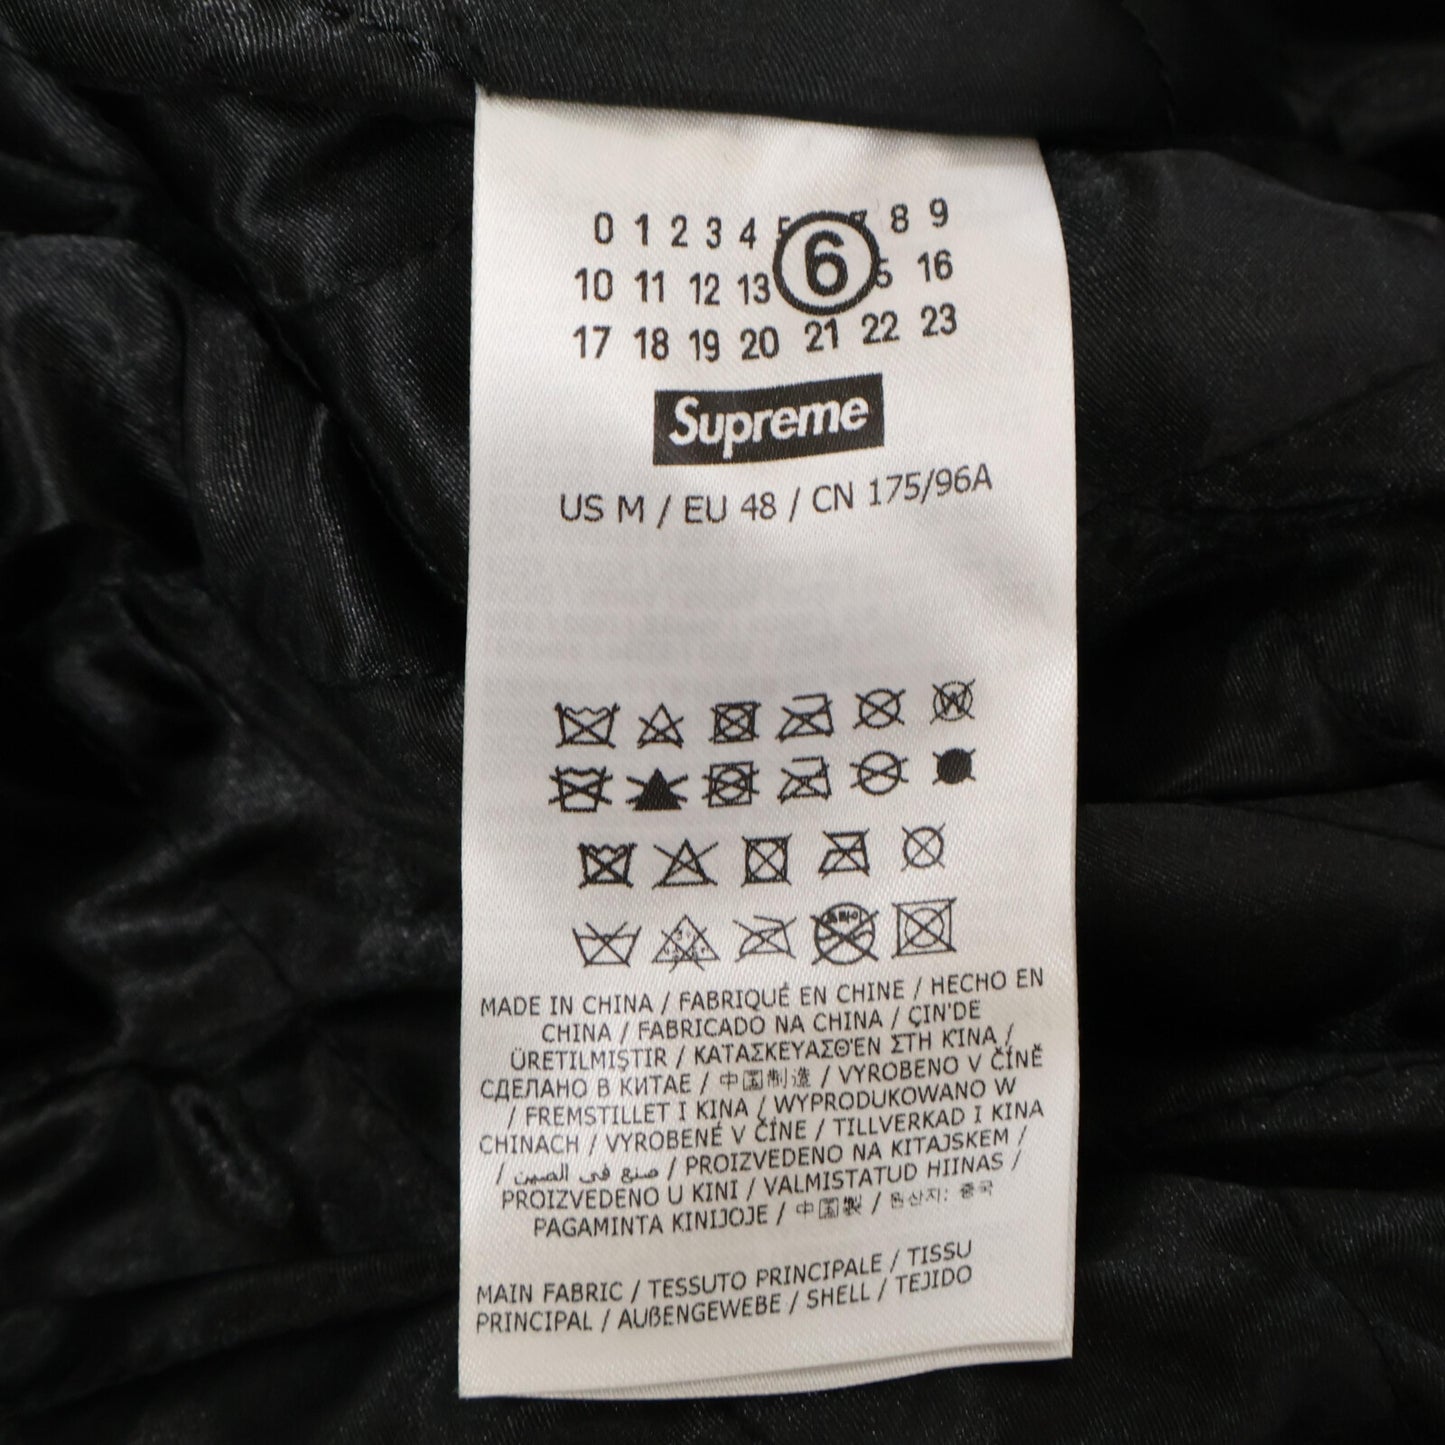 0 1 2 3 4 8 9
10 11 12 13 6 16
17 18 19 20 21 22 23
Supreme
US M / EU 48 / CN 175/96A
MADE IN CHINA / FABRIQUÉ EN CHINE / HECHO EN
CHINA / FABRICADO NA CHINA / ÇIN'DE
ÜRETILMIŞTIR / ΚΑΤΑΣΚΕΥΑΣΘ'ΕΝ ΣΤΗ Κ'ΙΝΑ /
СДЕЛАНО В КИТАЕ / 中国制造 / VYROBENO V ČÍNĚ
/ FREMSTILLET I KINA / WYPRODUKOWANO W
CHINACH / VYROBENÉ V ČÍNE / TILLVERKAD I KINA
/ صنع في الصين / PROIZVEDENO NA KITAJSKEM /
PROIZVEDENO U KINI / VALMISTATUD HIINAS /
PAGAMINTA KINIJOJE / 中国製 / 원산지: 중국
MAIN FABRIC / TESSUTO PRINCIPALE / TISSU
PRINCIPAL / AUßENGEWEBE / SHELL / TEJIDO